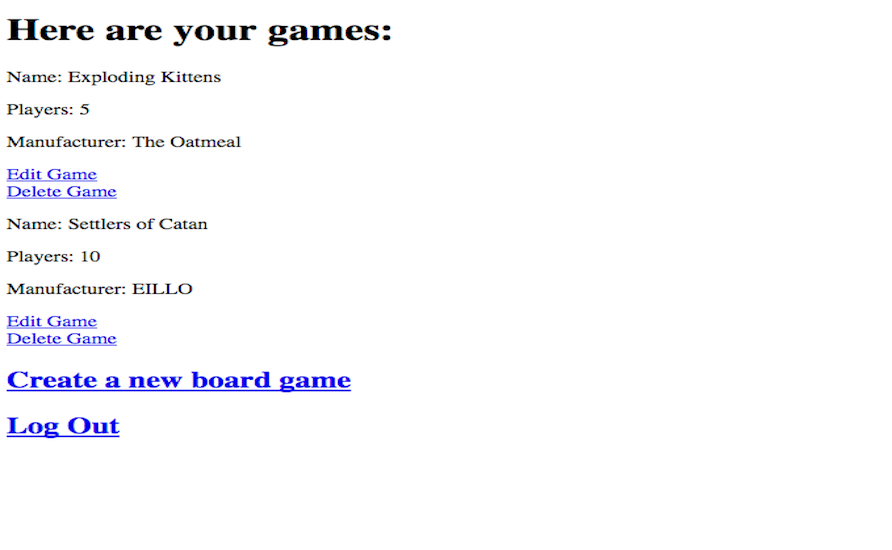 Here are your games:
Name: Exploding Kittens
Players: 5
Manufacturer: The Oatmeal
Edit Game
Delete Game
Name: Settlers of Catan
Players: 10
Manufacturer: EILLO
Edit Game
Delete Game
Create a new board game
Log Out